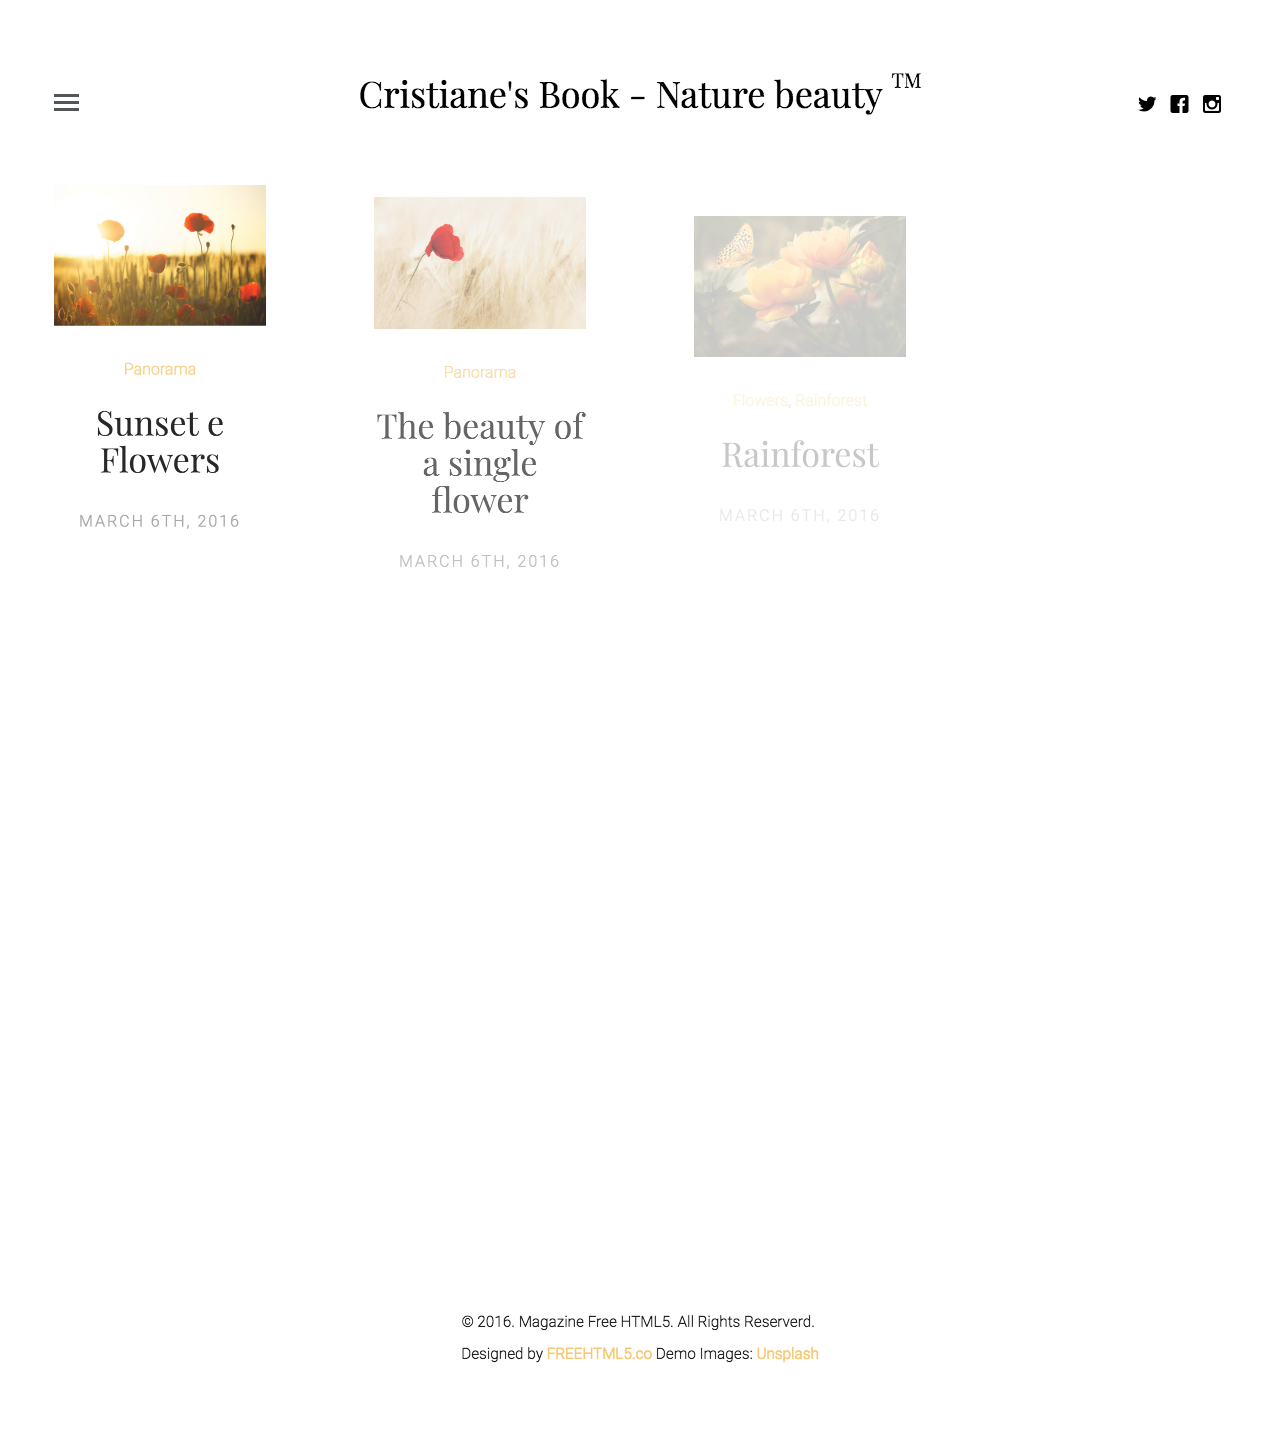 Cristiane's Book - Nature beauty TM
Panorama
Sunset e
Flowers
MARCH 6TH, 2016
Panorama
The beauty of
a single
flower
MARCH 6TH, 2016
Flowers, Rainforest
Rainforest
MARCH 6TH, 2016
© 2016. Magazine Free HTML5. All Rights Reserverd.
Designed by FREEHTML5.co Demo Images: Unsplash